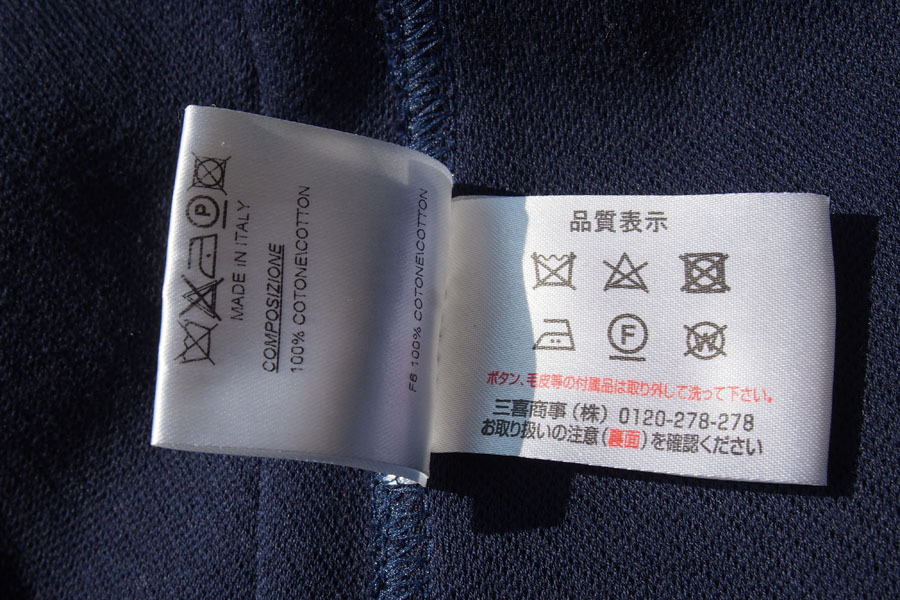 MADE IN ITALY
COMPOSIZIONE
100% COTONE\COTTON
F6 100% COTONE\COTTON
P
品質表示
F
W
ボタン、毛皮等の付属品は取り外して洗って下さい。
三喜商事(株) 0120-278-278
お取り扱いの注意(裏面)を確認ください